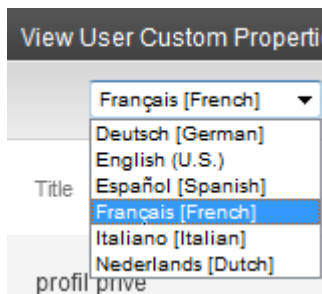 View User Custom Properti
Français [French]
Deutsch [German]
English (U.S.)
Title Español [Spanish]
Français [French]
Italiano [Italian]
Nederlands [Dutch]
profil privé